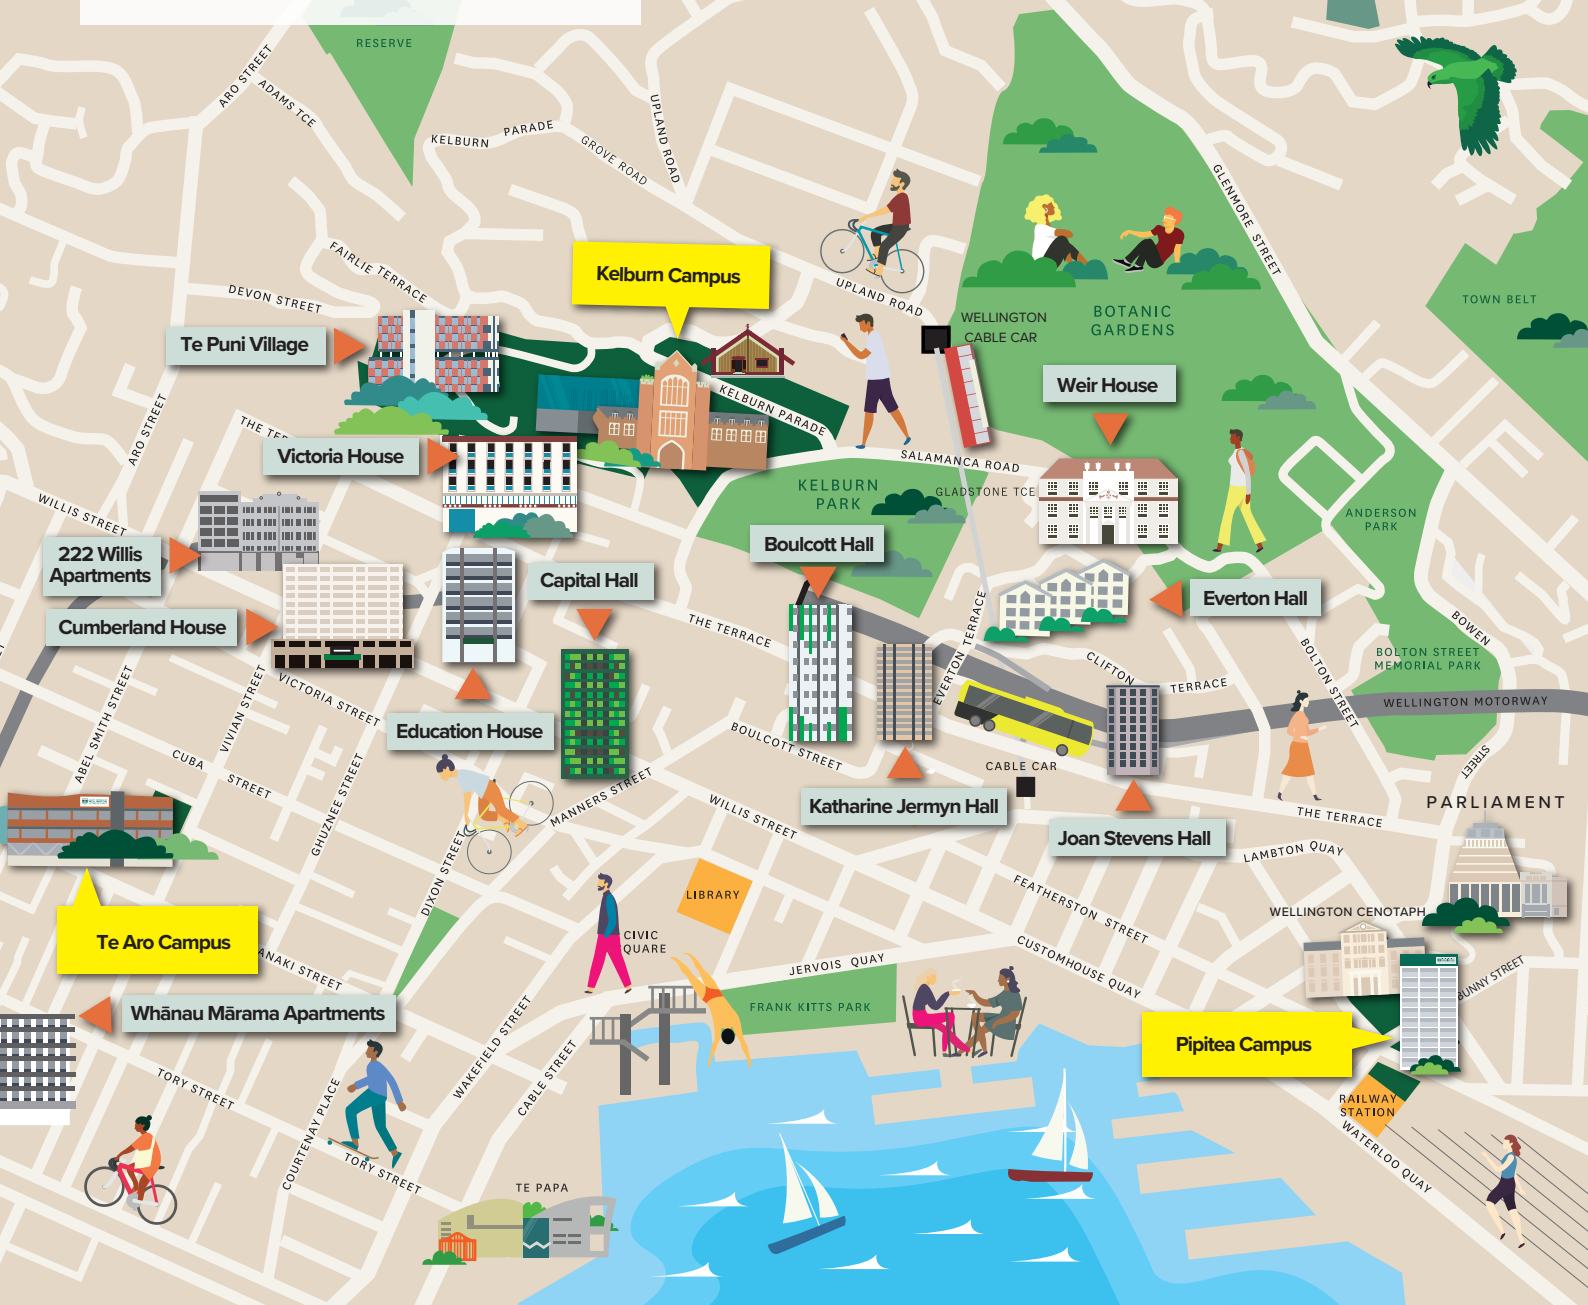 RESERVE
ARO STREET
ADAMS TCE
KELBURN PARADE
GROVE ROAD
UPLAND ROAD
GLENMORE STREET
FAIRLIE TERRACE
DEVON STREET
Kelburn Campus
UPLAND ROAD
WELLINGTON
CABLE CAR
BOTANIC
GARDENS
TOWN BELT
Te Puni Village
Weir House
KELBURN PARADE
ARO STREET
THE
Victoria House
SALAMANCA ROAD
KELBURN
PARK
GLADSTONE TCE
ANDERSON
PARK
WILLIS STREET
222 Willis
Apartments
Boulcott Hall
Capital Hall
Everton Hall
Cumberland House
THE TERRACE
EVERTON TERRACE
CLIFTON TERRACE
BOLTON STREET
BOWEN STREET
BOLTON STREET
MEMORIAL PARK
WELLINGTON MOTORWAY
ABEL SMITH STREET
VIVIAN STREET
VICTORIA STREET
Education House
BOULCOTT STREET
CUBA STREET
GHUZNEE STREET
MANNERS STREET
WILLIS STREET
CABLE CAR
Katharine Jermyn Hall
Joan Stevens Hall
THE TERRACE
PARLIAMENT
LAMBTON QUAY
DIXON STREET
LIBRARY
FEATHERSTON STREET
WELLINGTON CENOTAPH
Te Aro Campus
ANAKI STREET
CIVIC
QUARE
JERVOIS QUAY
CUSTOMHOUSE QUAY
BUNNY STREET
Whānau Mārama Apartments
FRANK KITTS PARK
Pipitea Campus
WAKEFIELD STREET
CABLE STREET
TORY STREET
COURTENAY PLACE
TORY STREET
RAILWAY
STATION
WATERLOO QUAY
TE PAPA